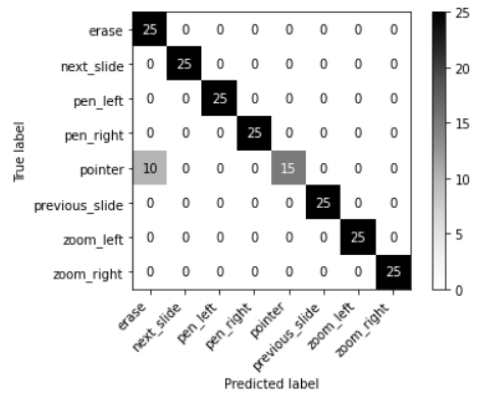 erase 25 0 0 0 0 0 0 0
next_slide 0 25 0 0 0 0 0 0
pen_left 0 0 25 0 0 0 0 0
pen_right 0 0 0 25 0 0 0 0
pointer 10 0 0 0 15 0 0 0
previous_slide 0 0 0 0 0 25 0 0
zoom_left 0 0 0 0 0 0 25 0
zoom_right 0 0 0 0 0 0 0 25
True label
erase next_slide pen_left pen_right pointer previous_slide zoom_left zoom_right
Predicted label
25
20
15
10
5
0